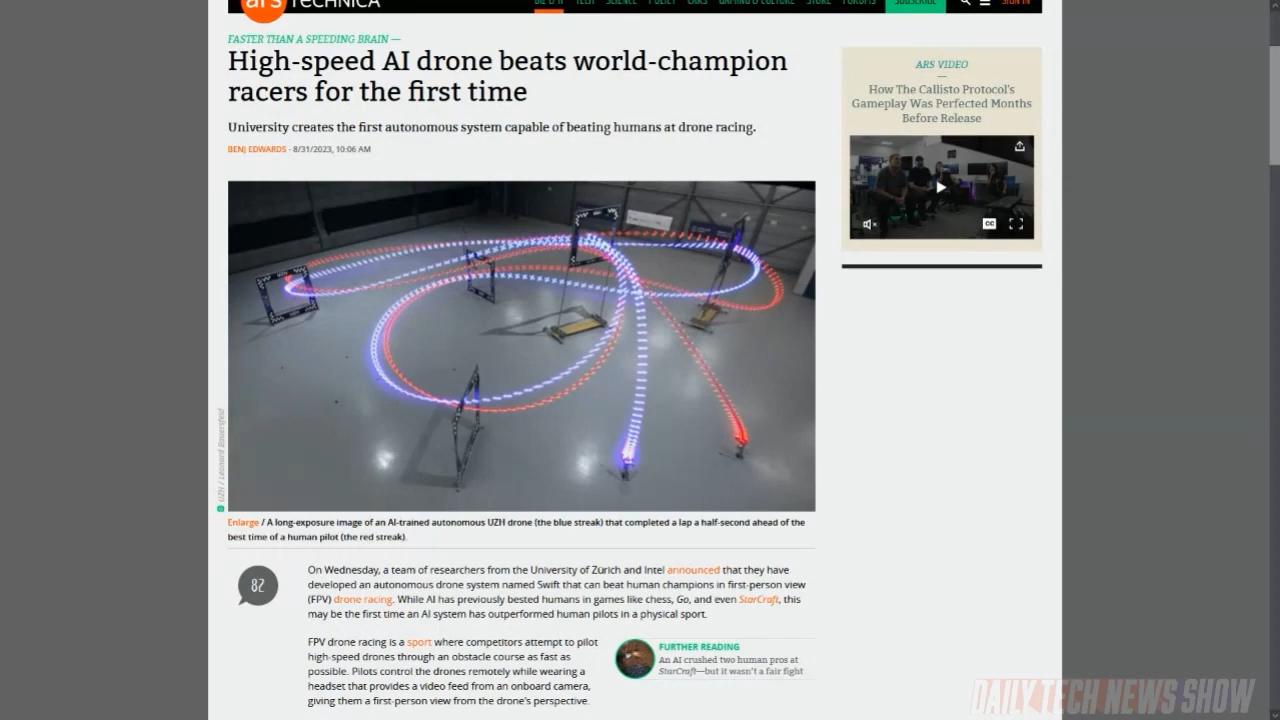 ars TECHNICA
BIZ & IT TECH SCIENCE POLICY CARS GAMING & CULTURE STORE FORUMS SUBSCRIBE SIGN IN
FASTER THAN A SPEEDING BRAIN —
High-speed AI drone beats world-champion
racers for the first time
University creates the first autonomous system capable of beating humans at drone racing.
BENJ EDWARDS - 8/31/2023, 10:06 AM
ARS VIDEO
How The Callisto Protocol's
Gameplay Was Perfected Months
Before Release
CC
UZH / Leonard Bauersfeld
Enlarge / A long-exposure image of an AI-trained autonomous UZH drone (the blue streak) that completed a lap a half-second ahead of the
best time of a human pilot (the red streak).
82
On Wednesday, a team of researchers from the University of Zürich and Intel announced that they have
developed an autonomous drone system named Swift that can beat human champions in first-person view
(FPV) drone racing. While AI has previously bested humans in games like chess, Go, and even StarCraft, this
may be the first time an AI system has outperformed human pilots in a physical sport.
FPV drone racing is a sport where competitors attempt to pilot
high-speed drones through an obstacle course as fast as
possible. Pilots control the drones remotely while wearing a
headset that provides a video feed from an onboard camera,
giving them a first-person view from the drone's perspective.
FURTHER READING
An AI crushed two human pros at
StarCraft—but it wasn't a fair fight
DAILY TECH NEWS SHOW